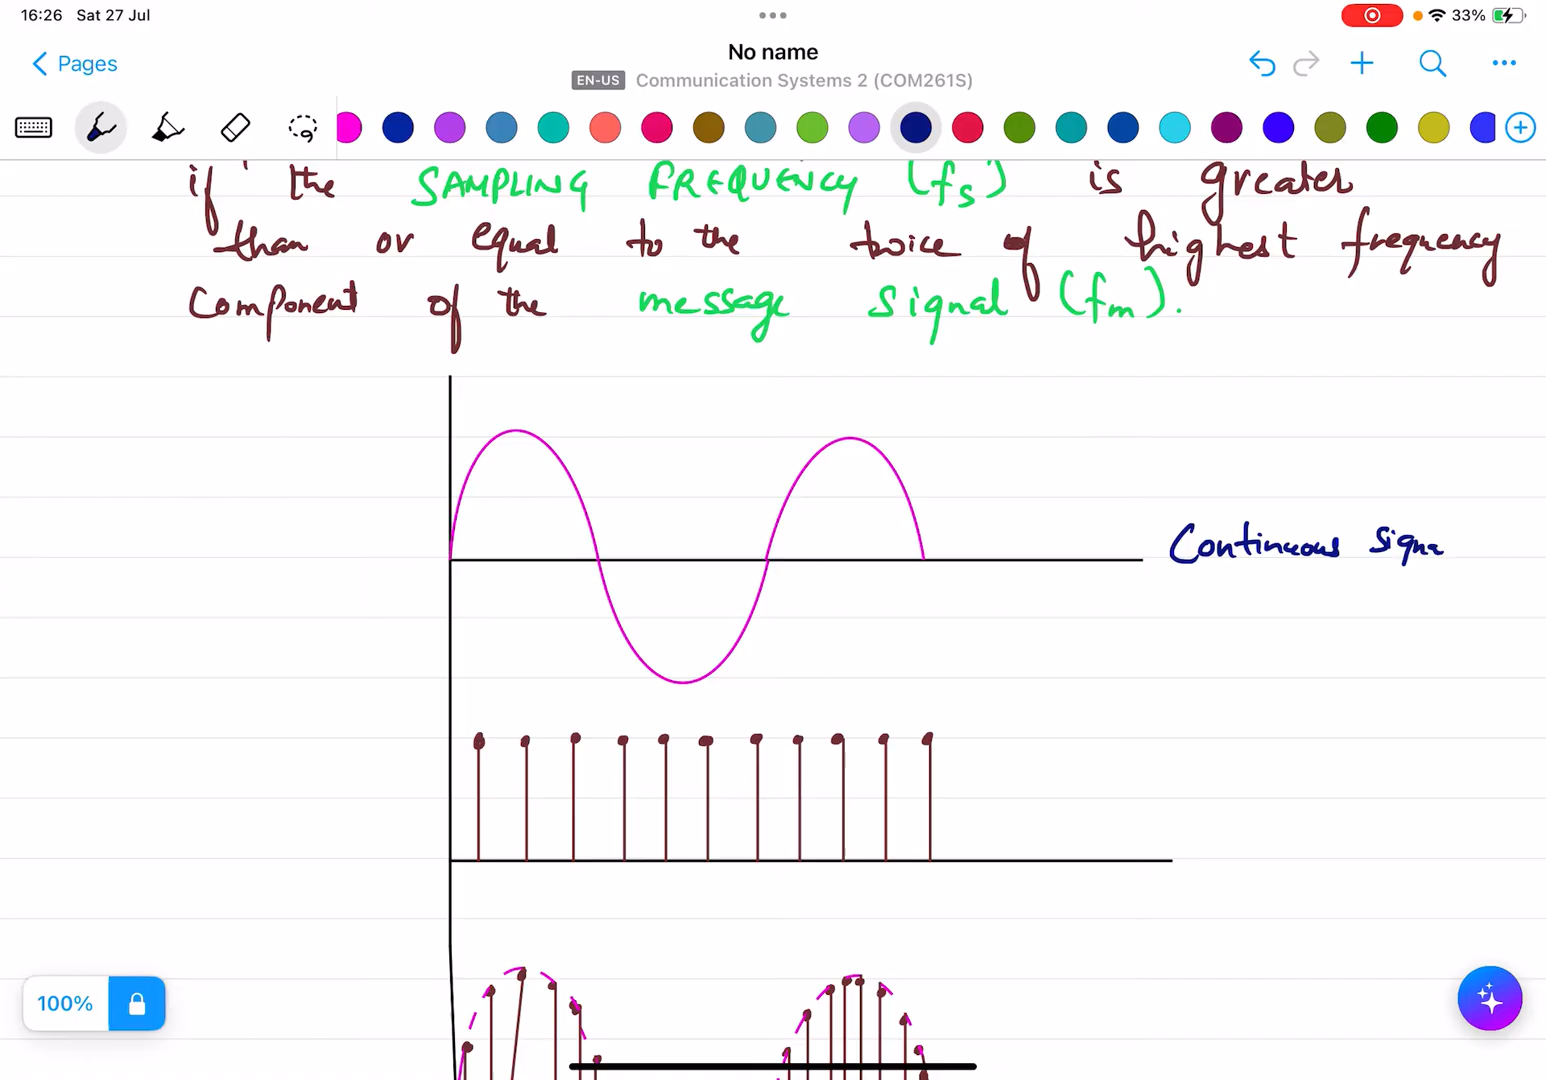 16:26 Sat 27 Jul
33%
Pages
No name
EN-US Communication Systems 2 (COM261S)
if the SAMPLING FREQUENCY (fs) is greater
than or equal to the twice of highest frequency
Component of the message signal (fm).
Continuous Signa
100%